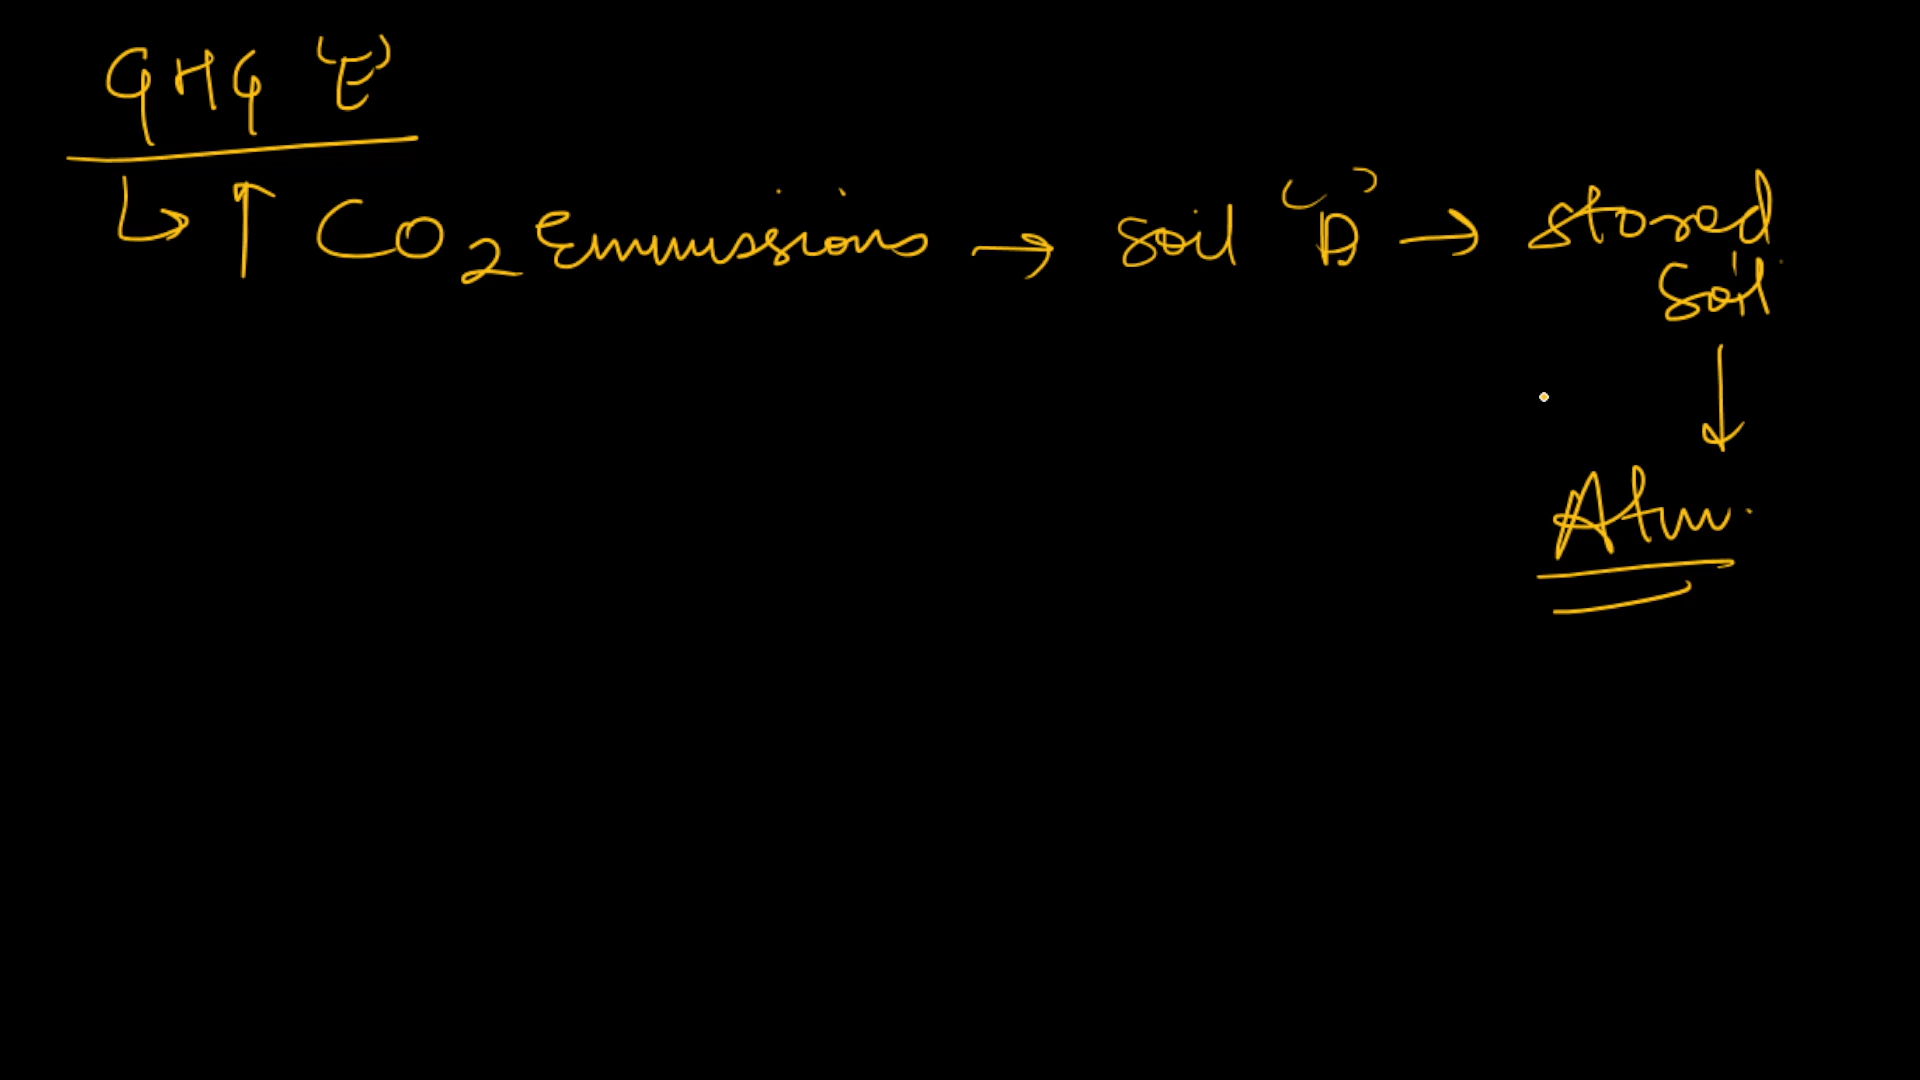 GHG 'E'
↳ ↑ CO2 Emmissions → Soil 'D' → stored
soil
↓
Atm.